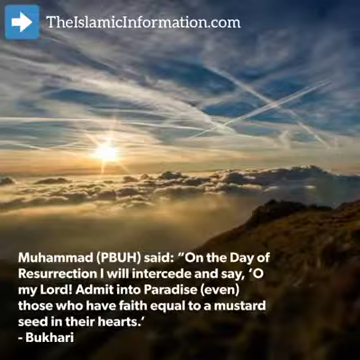 TheIslamicInformation.com
Muhammad (PBUH) said: "On the Day of
Resurrection I will intercede and say, 'O
my Lord! Admit into Paradise (even)
those who have faith equal to a mustard
seed in their hearts.'
- Bukhari